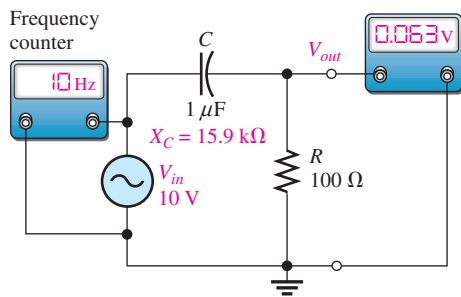 Frequency
counter
10 Hz
C
1 μF
X_C = 15.9 kΩ
V_in
10 V
V_out
0.063 V
R
100 Ω